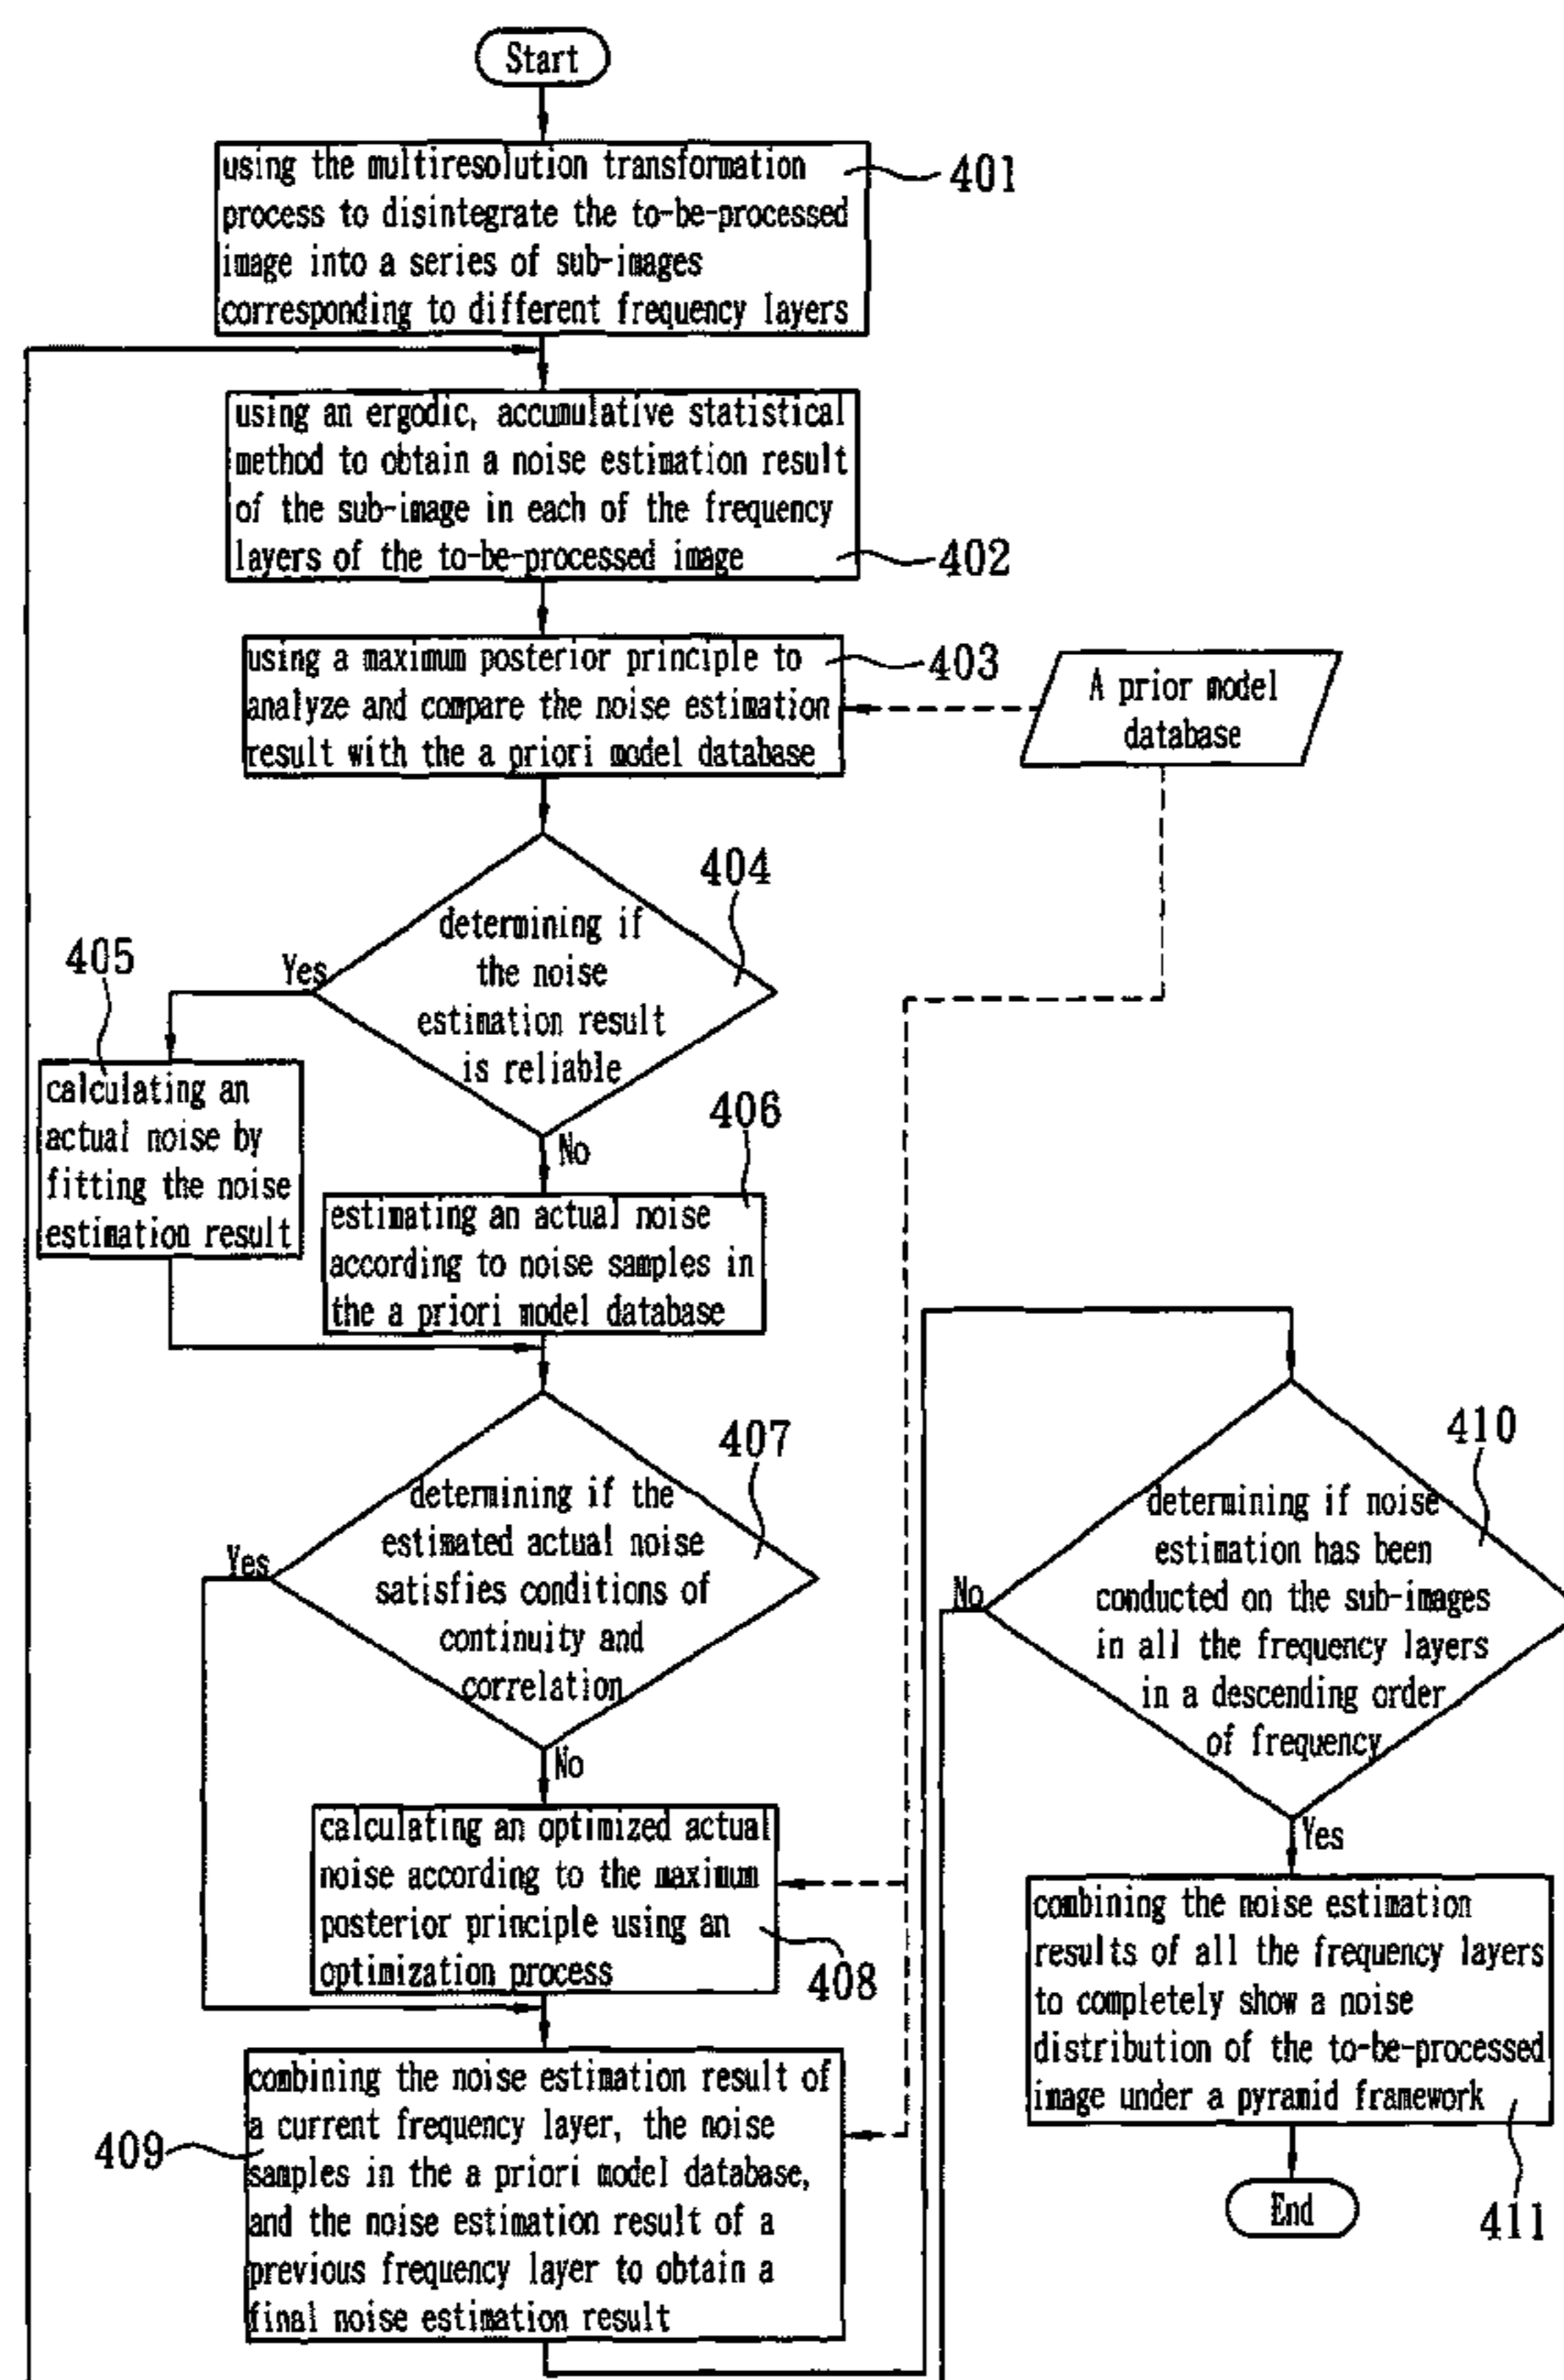 Start
using the multiresolution transformation
process to disintegrate the to-be-processed
image into a series of sub-images
corresponding to different frequency layers
401
using an ergodic, accumulative statistical
method to obtain a noise estimation result
of the sub-image in each of the frequency
layers of the to-be-processed image
402
using a maximum posterior principle to
analyze and compare the noise estimation
result with the a priori model database
403
A prior model
database
404
determining if
the noise
estimation result
is reliable
Yes
No
405
calculating an
actual noise by
fitting the noise
estimation result
406
estimating an actual noise
according to noise samples in
the a priori model database
407
determining if the
estimated actual noise
satisfies conditions of
continuity and
correlation
Yes
No
calculating an optimized actual
noise according to the maximum
posterior principle using an
optimization process
408
combining the noise estimation result of
a current frequency layer, the noise
samples in the a priori model database,
and the noise estimation result of a
previous frequency layer to obtain a
final noise estimation result
409
410
determining if noise
estimation has been
conducted on the sub-images
in all the frequency layers
in a descending order
of frequency
No
Yes
combining the noise estimation
results of all the frequency layers
to completely show a noise
distribution of the to-be-processed
image under a pyramid framework
411
End